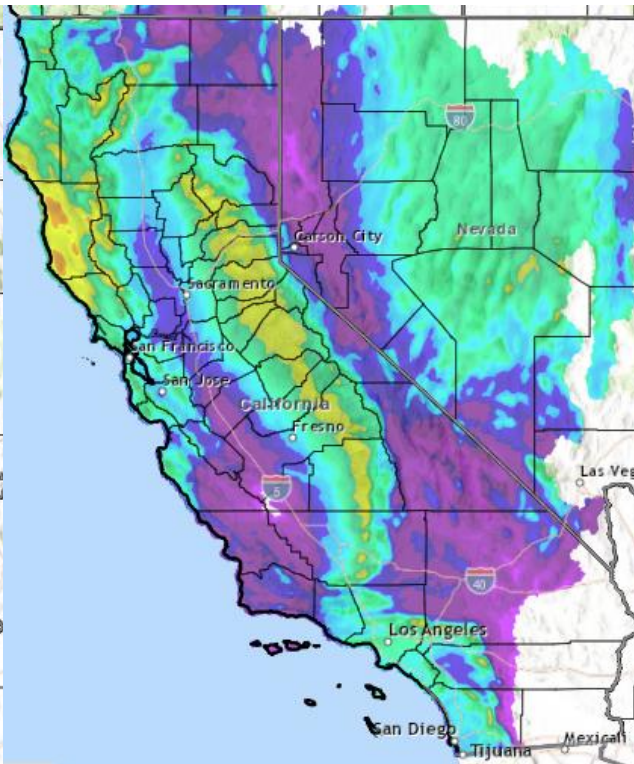 80
Nevada
Carson City
Sacramento
San Francisco
San Jose
California
Fresno
5
Las Veg
40
Los Angeles
San Diego
Tijuana
Mexicali